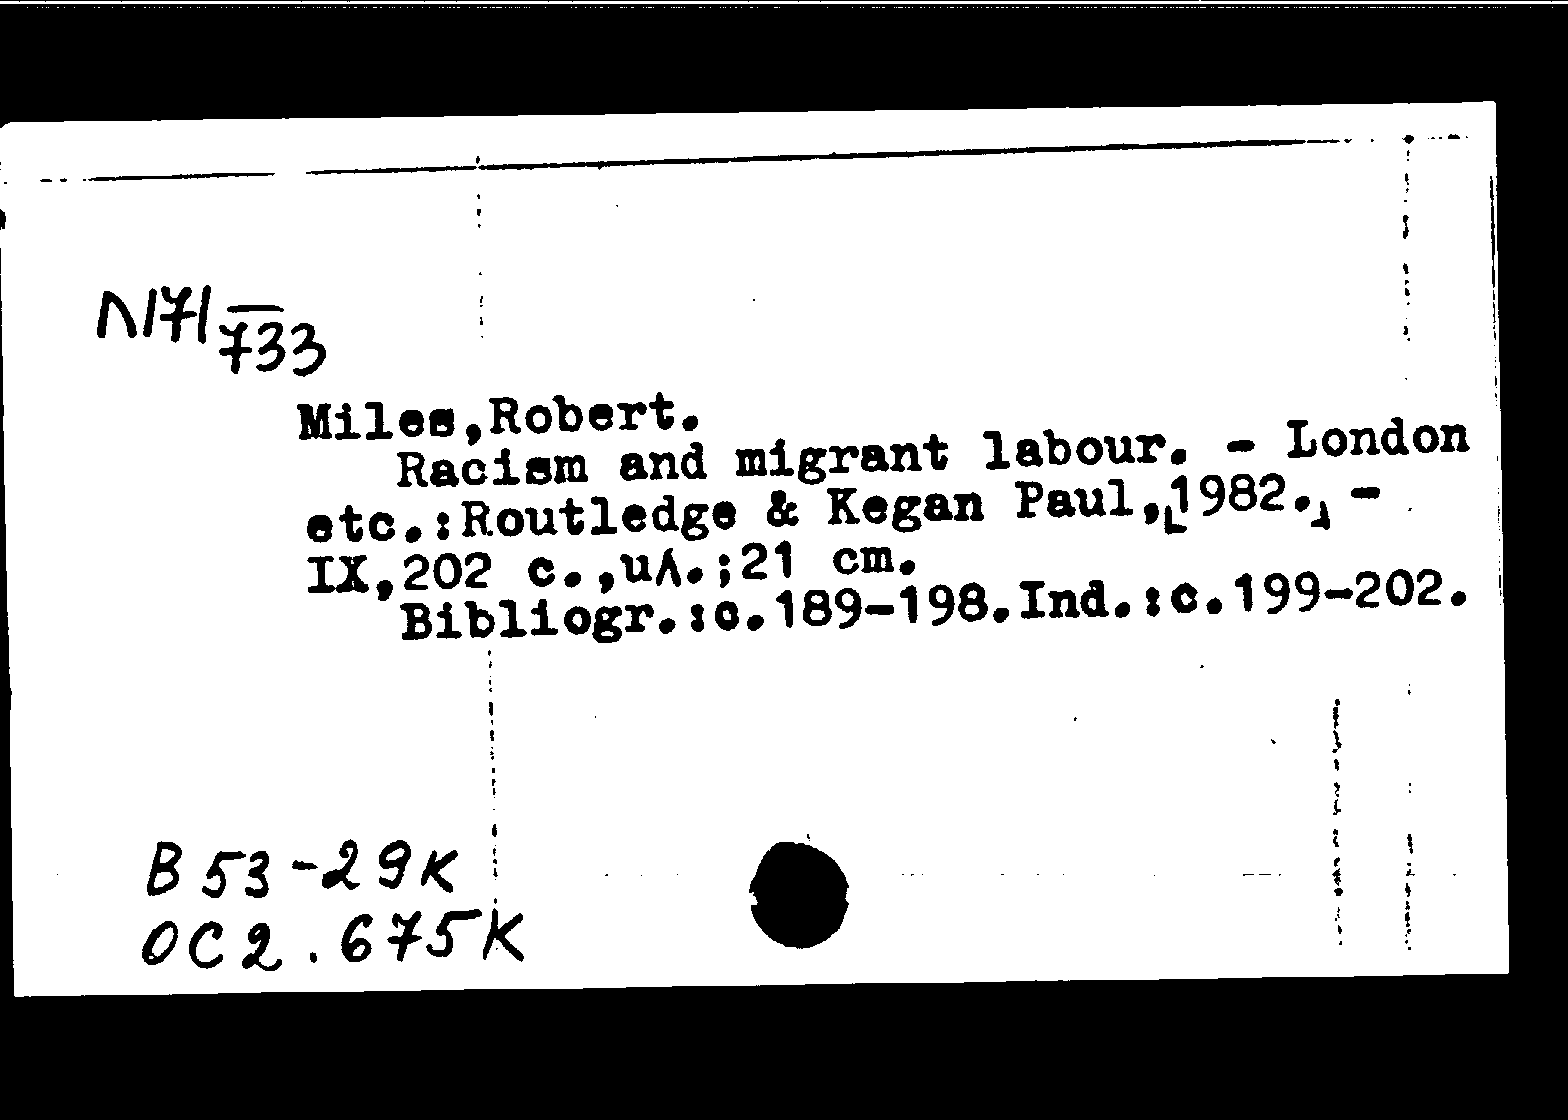 И71/733
Miles,Robert.
Racism and migrant labour. - London
etc.:Routledge & Kegan Paul,[1982.] -
IX,202 с.,ил.;21 cm.
Bibliogr.:с.189-198.Ind.:с.199-202.
В 53-29К
ОС2.675К